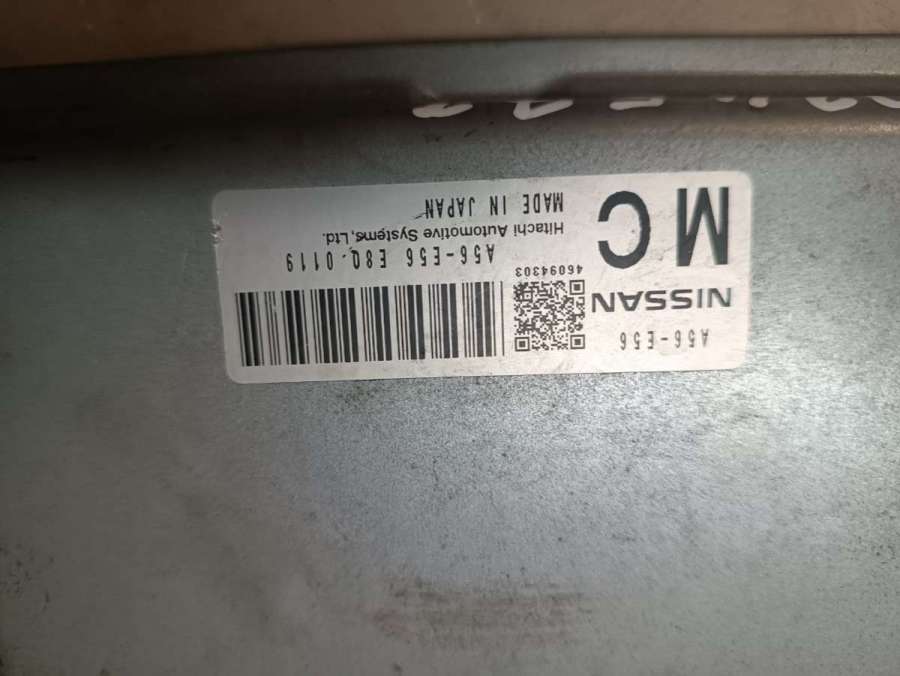 A56-E56
NISSAN
46094303
A56-E56 E8Q 0119
Hitachi Automotive Systems, Ltd.
MADE IN JAPAN
MC